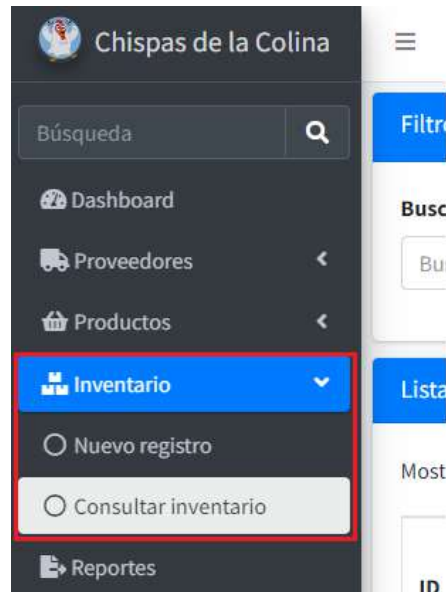 Chispas de la Colina
Búsqueda
Dashboard
Proveedores
Productos
Inventario
Nuevo registro
Consultar inventario
Reportes
Filtro
Busc
Bu
Lista
Most
ID